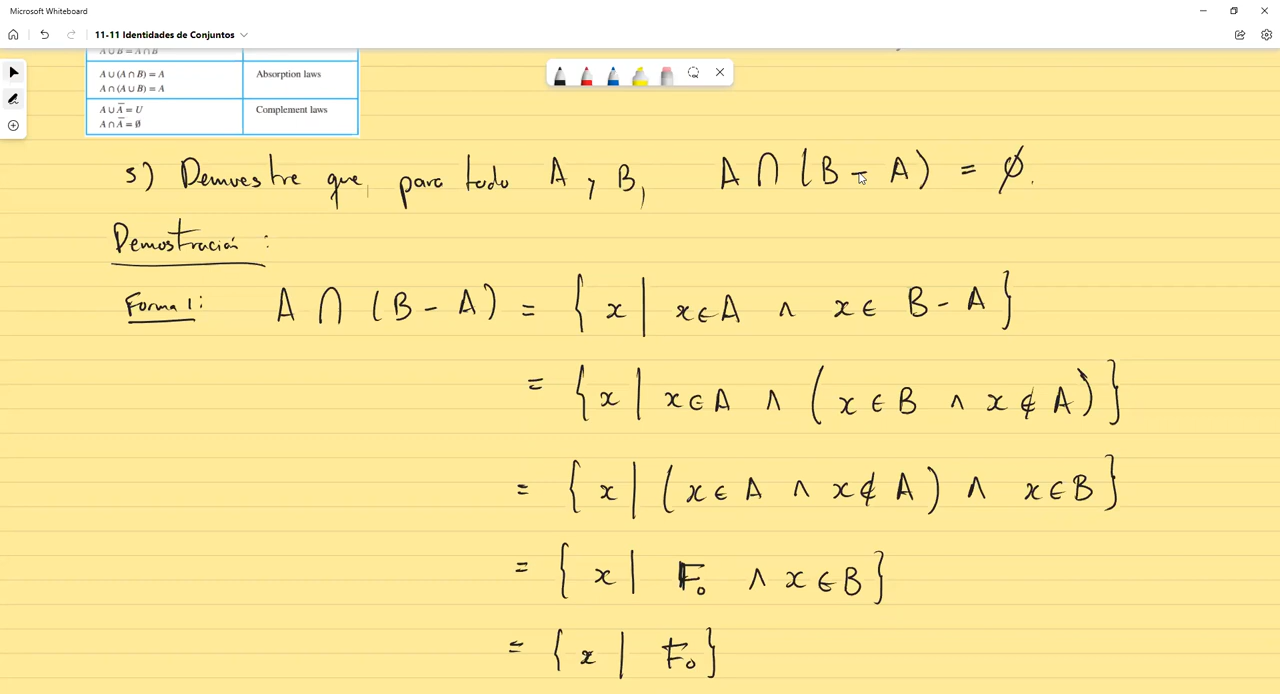 Microsoft Whiteboard
11-11 Identidades de Conjuntos
A ∪ (A ∩ B) = A
A ∩ (A ∪ B) = A
Absorption laws
A ∪ A̅ = U
A ∩ A̅ = ∅
Complement laws
5) Demuestre que, para todo A y B, A ∩ (B - A) = ∅.
Demostración:
Forma 1: A ∩ (B - A) = { x | x ∈ A ∧ x ∈ B - A }
= { x | x ∈ A ∧ ( x ∈ B ∧ x ∉ A ) }
= { x | ( x ∈ A ∧ x ∉ A ) ∧ x ∈ B }
= { x | F₀ ∧ x ∈ B }
= { x | F₀ }